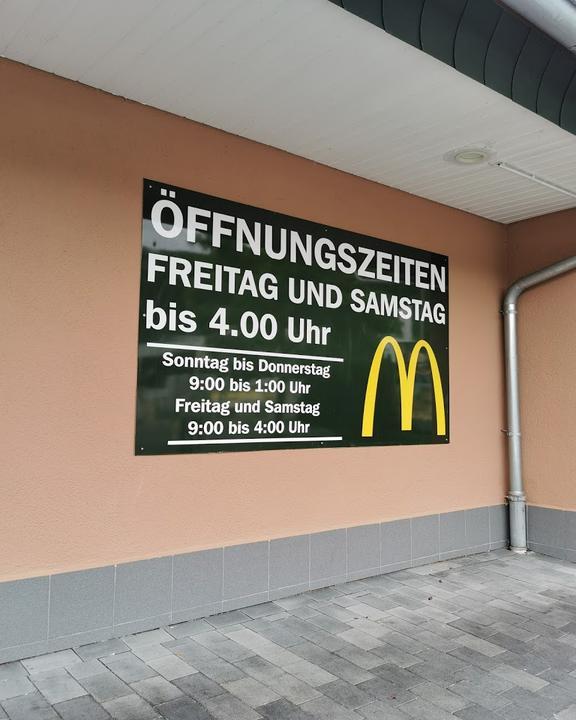 ÖFFNUNGSZEITEN
FREITAG UND SAMSTAG
bis 4.00 Uhr
Sonntag bis Donnerstag
9:00 bis 1:00 Uhr
Freitag und Samstag
9:00 bis 4:00 Uhr